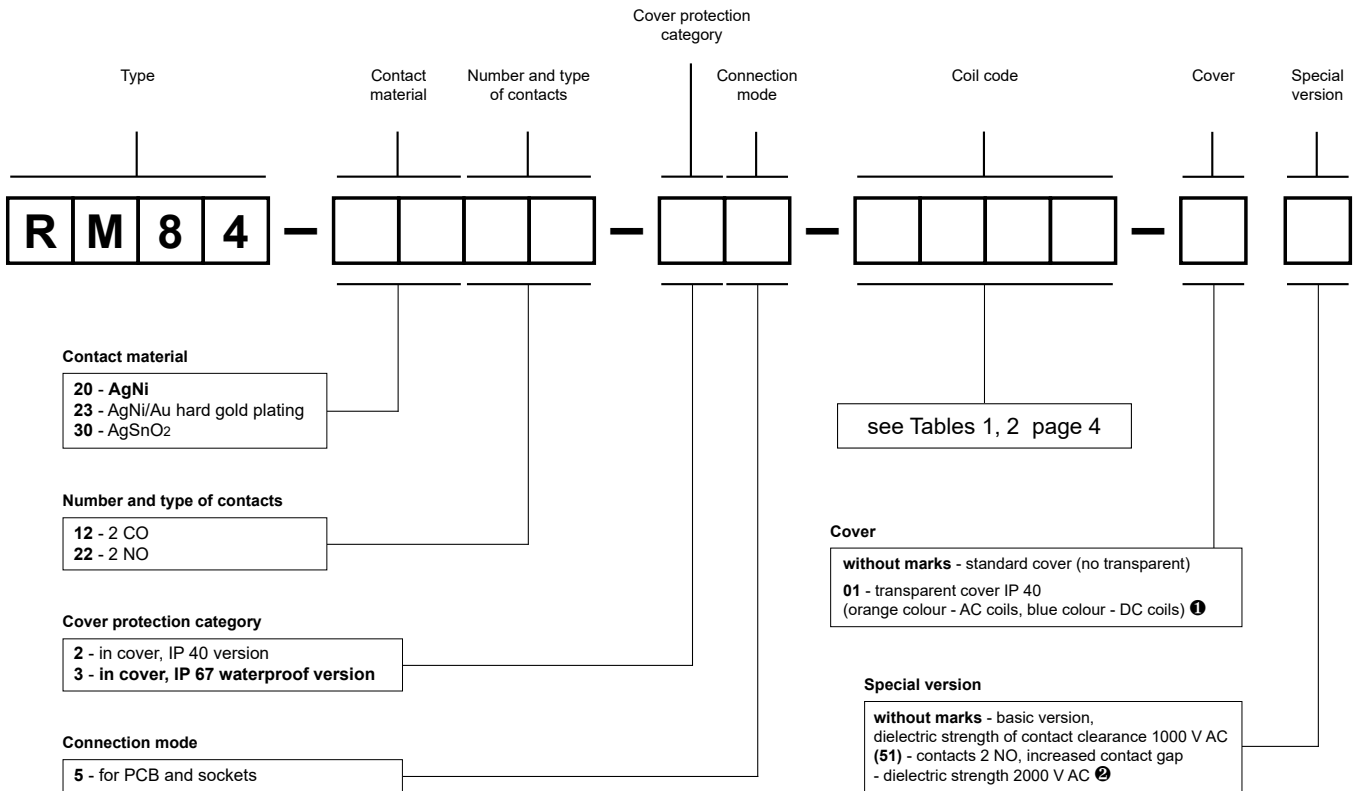 Cover protection
category
Type
Contact
material
Number and type
of contacts
Connection
mode
Coil code
Cover
Special
version
R M 8 4 – – – –
Contact material
20 - AgNi
23 - AgNi/Au hard gold plating
30 - AgSnO2
see Tables 1, 2 page 4
Number and type of contacts
12 - 2 CO
22 - 2 NO
Cover
without marks - standard cover (no transparent)
01 - transparent cover IP 40
(orange colour - AC coils, blue colour - DC coils) ❶
Cover protection category
2 - in cover, IP 40 version
3 - in cover, IP 67 waterproof version
Special version
without marks - basic version,
dielectric strength of contact clearance 1000 V AC
(51) - contacts 2 NO, increased contact gap
- dielectric strength 2000 V AC ❷
Connection mode
5 - for PCB and sockets